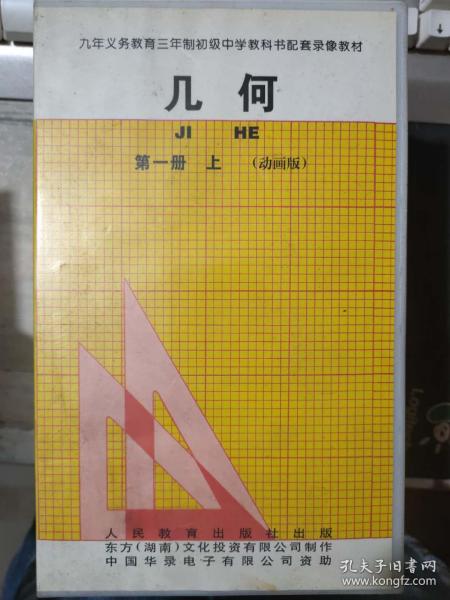 九年义务教育三年制初级中学教科书配套录像教材
几何
JI HE
第一册 上 (动画版)
人民教育出版社出版
东方(湖南)文化投资有限公司制作
中国华录电子有限公司资助
孔夫子旧书网